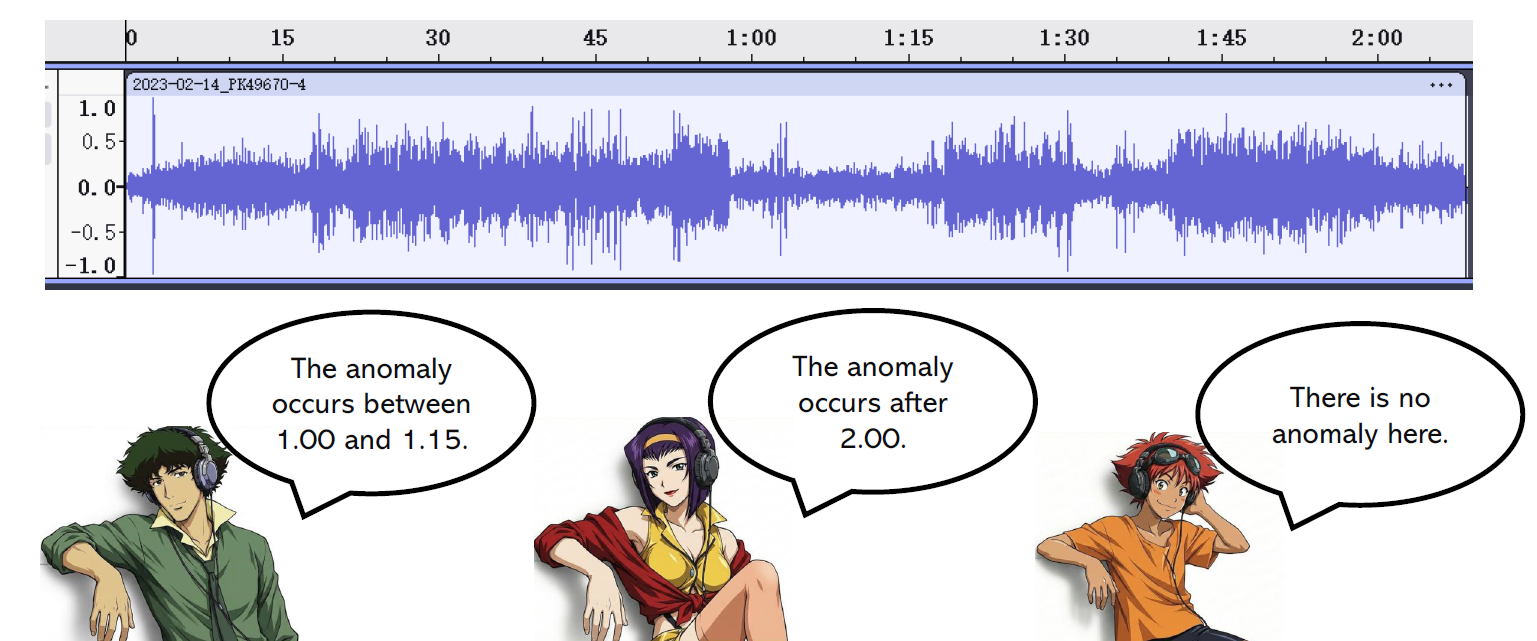 0 15 30 45 1:00 1:15 1:30 1:45 2:00
2023-02-14_PK49670-4
1.0
0.5
0.0
-0.5
-1.0
The anomaly
occurs between
1.00 and 1.15.
The anomaly
occurs after
2.00.
There is no
anomaly here.